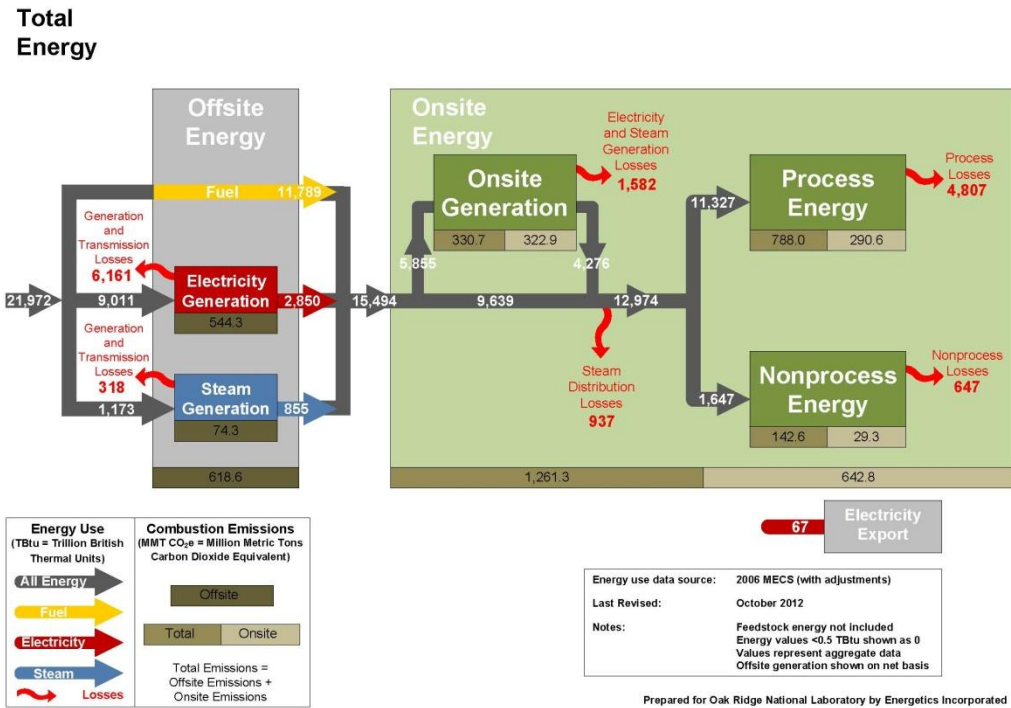 Total
Energy
Offsite
Energy
Onsite
Energy
Fuel
11,789
Generation
and
Transmission
Losses
6,161
21,972
9,011
Electricity
Generation
2,850
544.3
Generation
and
Transmission
Losses
318
1,173
Steam
Generation
855
74.3
618.6
15,494
5,855
Onsite
Generation
330.7
322.9
Electricity
and Steam
Generation
Losses
1,582
4,276
9,639
12,974
Steam
Distribution
Losses
937
11,327
Process
Energy
788.0
290.6
Process
Losses
4,807
1,647
Nonprocess
Energy
142.6
29.3
Nonprocess
Losses
647
1,261.3
642.8
67
Electricity
Export
Energy Use
(TBtu = Trillion British
Thermal Units)
All Energy
Fuel
Electricity
Steam
Losses
Combustion Emissions
(MMT CO₂e = Million Metric Tons
Carbon Dioxide Equivalent)
Offsite
Total
Onsite
Total Emissions =
Offsite Emissions +
Onsite Emissions
Energy use data source: 2006 MECS (with adjustments)
Last Revised: October 2012
Notes: Feedstock energy not included
Energy values <0.5 TBtu shown as 0
Values represent aggregate data
Offsite generation shown on net basis
Prepared for Oak Ridge National Laboratory by Energetics Incorporated